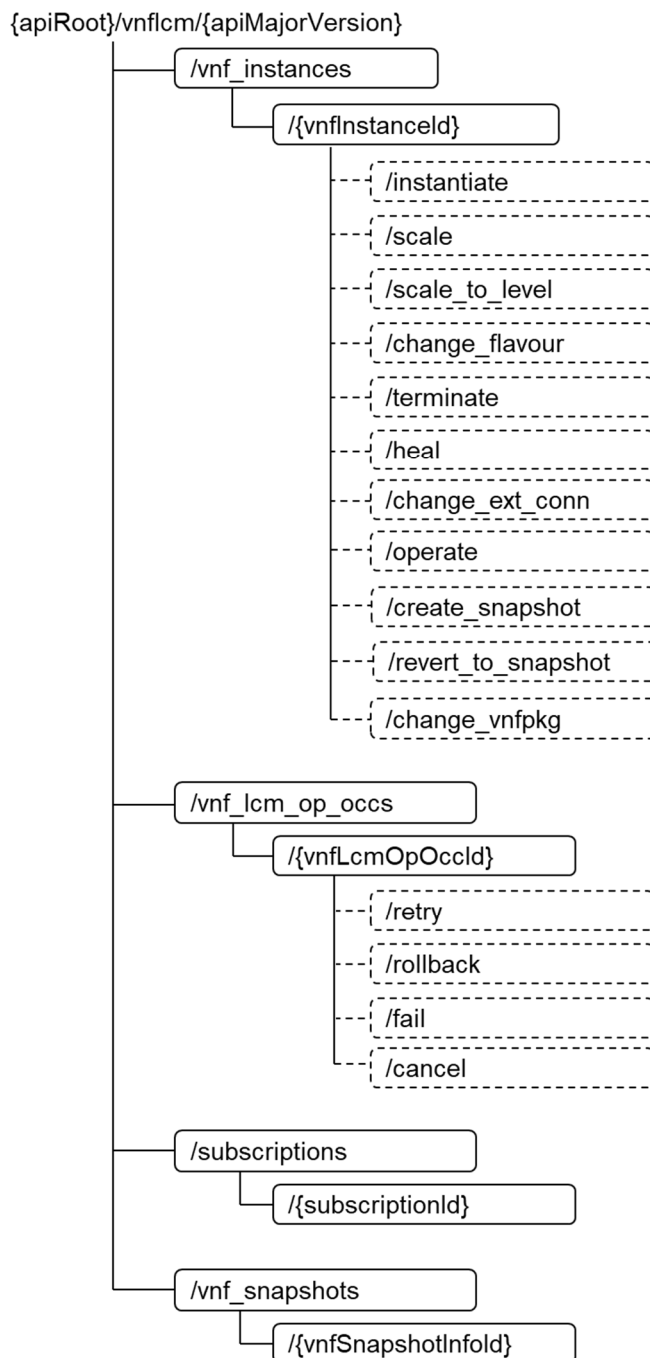 {apiRoot}/vnflcm/{apiMajorVersion}
/vnf_instances
/{vnfInstanceId}
/instantiate
/scale
/scale_to_level
/change_flavour
/terminate
/heal
/change_ext_conn
/operate
/create_snapshot
/revert_to_snapshot
/change_vnfpkg
/vnf_lcm_op_occs
/{vnfLcmOpOccId}
/retry
/rollback
/fail
/cancel
/subscriptions
/{subscriptionId}
/vnf_snapshots
/{vnfSnapshotInfoId}